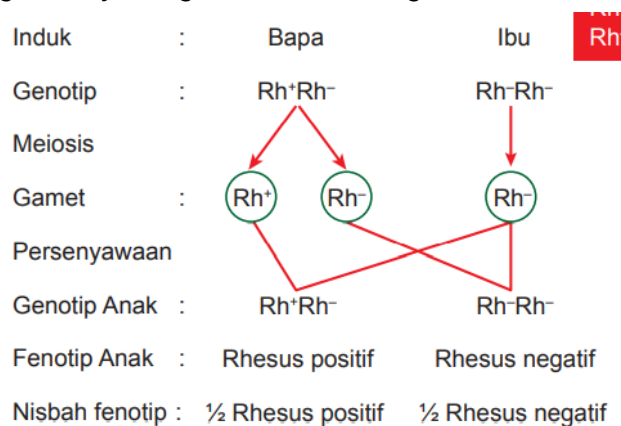 Induk : Bapa Ibu
Rh
Genotip : Rh⁺Rh⁻ Rh⁻Rh⁻
Meiosis
Gamet : Rh⁺ Rh⁻ Rh⁻
Persenyawaan
Genotip Anak : Rh⁺Rh⁻ Rh⁻Rh⁻
Fenotip Anak : Rhesus positif Rhesus negatif
Nisbah fenotip : ½ Rhesus positif ½ Rhesus negatif